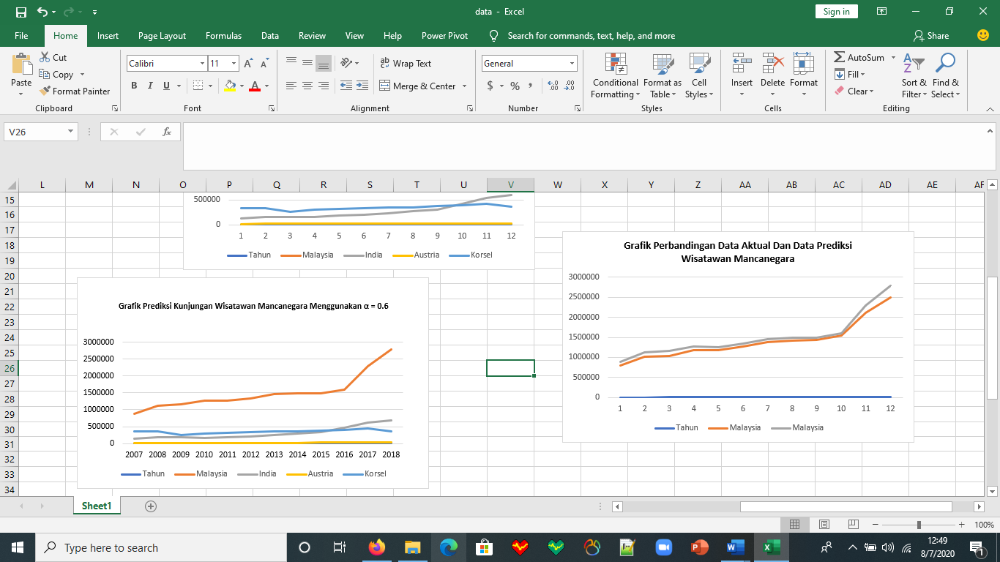 data - Excel
Sign in
File Home Insert Page Layout Formulas Data Review View Help Power Pivot Search for commands, text, help, and more Share
Cut
Copy
Format Painter
Paste
Clipboard
Calibri 11
B I U
Font
Wrap Text
Merge & Center
Alignment
General
$ % ,
Number
Conditional Formatting
Format as Table
Cell Styles
Styles
Insert Delete Format
Cells
AutoSum
Fill
Clear
Sort & Filter
Find & Select
Editing
V26
fx
L M N O P Q R S T U V W X Y Z AA AB AC AD AE AF
15
16
17
18
19
20
21
22
23
24
25
26
27
28
29
30
31
32
33
34
500000
0
1 2 3 4 5 6 7 8 9 10 11 12
Tahun Malaysia India Austria Korsel
Grafik Prediksi Kunjungan Wisatawan Mancanegara Menggunakan α = 0.6
3000000
2500000
2000000
1500000
1000000
500000
0
2007 2008 2009 2010 2011 2012 2013 2014 2015 2016 2017 2018
Tahun Malaysia India Austria Korsel
Grafik Perbandingan Data Aktual Dan Data Prediksi
Wisatawan Mancanegara
3000000
2500000
2000000
1500000
1000000
500000
0
1 2 3 4 5 6 7 8 9 10 11 12
Tahun Malaysia Malaysia
Sheet1
100%
Type here to search
12:49
8/7/2020
1